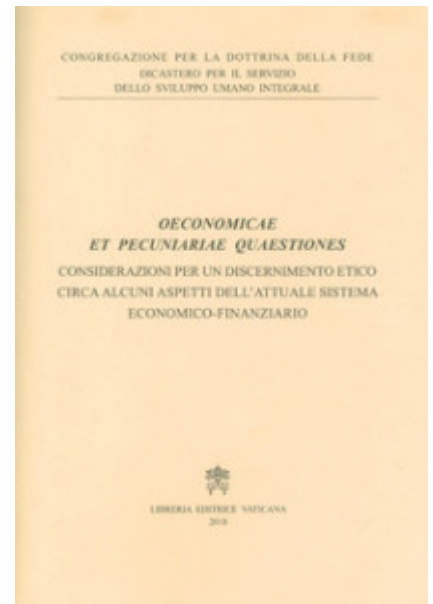 CONGREGAZIONE PER LA DOTTRINA DELLA FEDE
DICASTERO PER IL SERVIZIO
DELLO SVILUPPO UMANO INTEGRALE
OECONOMICAE
ET PECUNIARIAE QUAESTIONES
CONSIDERAZIONI PER UN DISCERNIMENTO ETICO
CIRCA ALCUNI ASPETTI DELL'ATTUALE SISTEMA
ECONOMICO-FINANZIARIO
LIBRERIA EDITRICE VATICANA
2018